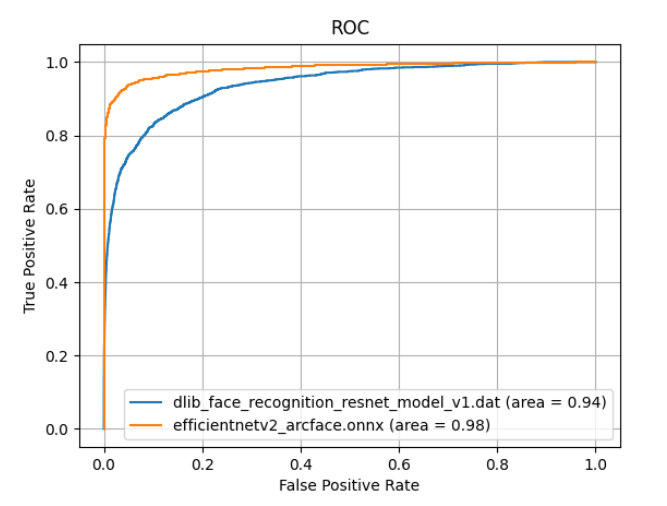 ROC
True Positive Rate
1.0
0.8
0.6
0.4
0.2
0.0
dlib_face_recognition_resnet_model_v1.dat (area = 0.94)
efficientnetv2_arcface.onnx (area = 0.98)
0.0 0.2 0.4 0.6 0.8 1.0
False Positive Rate